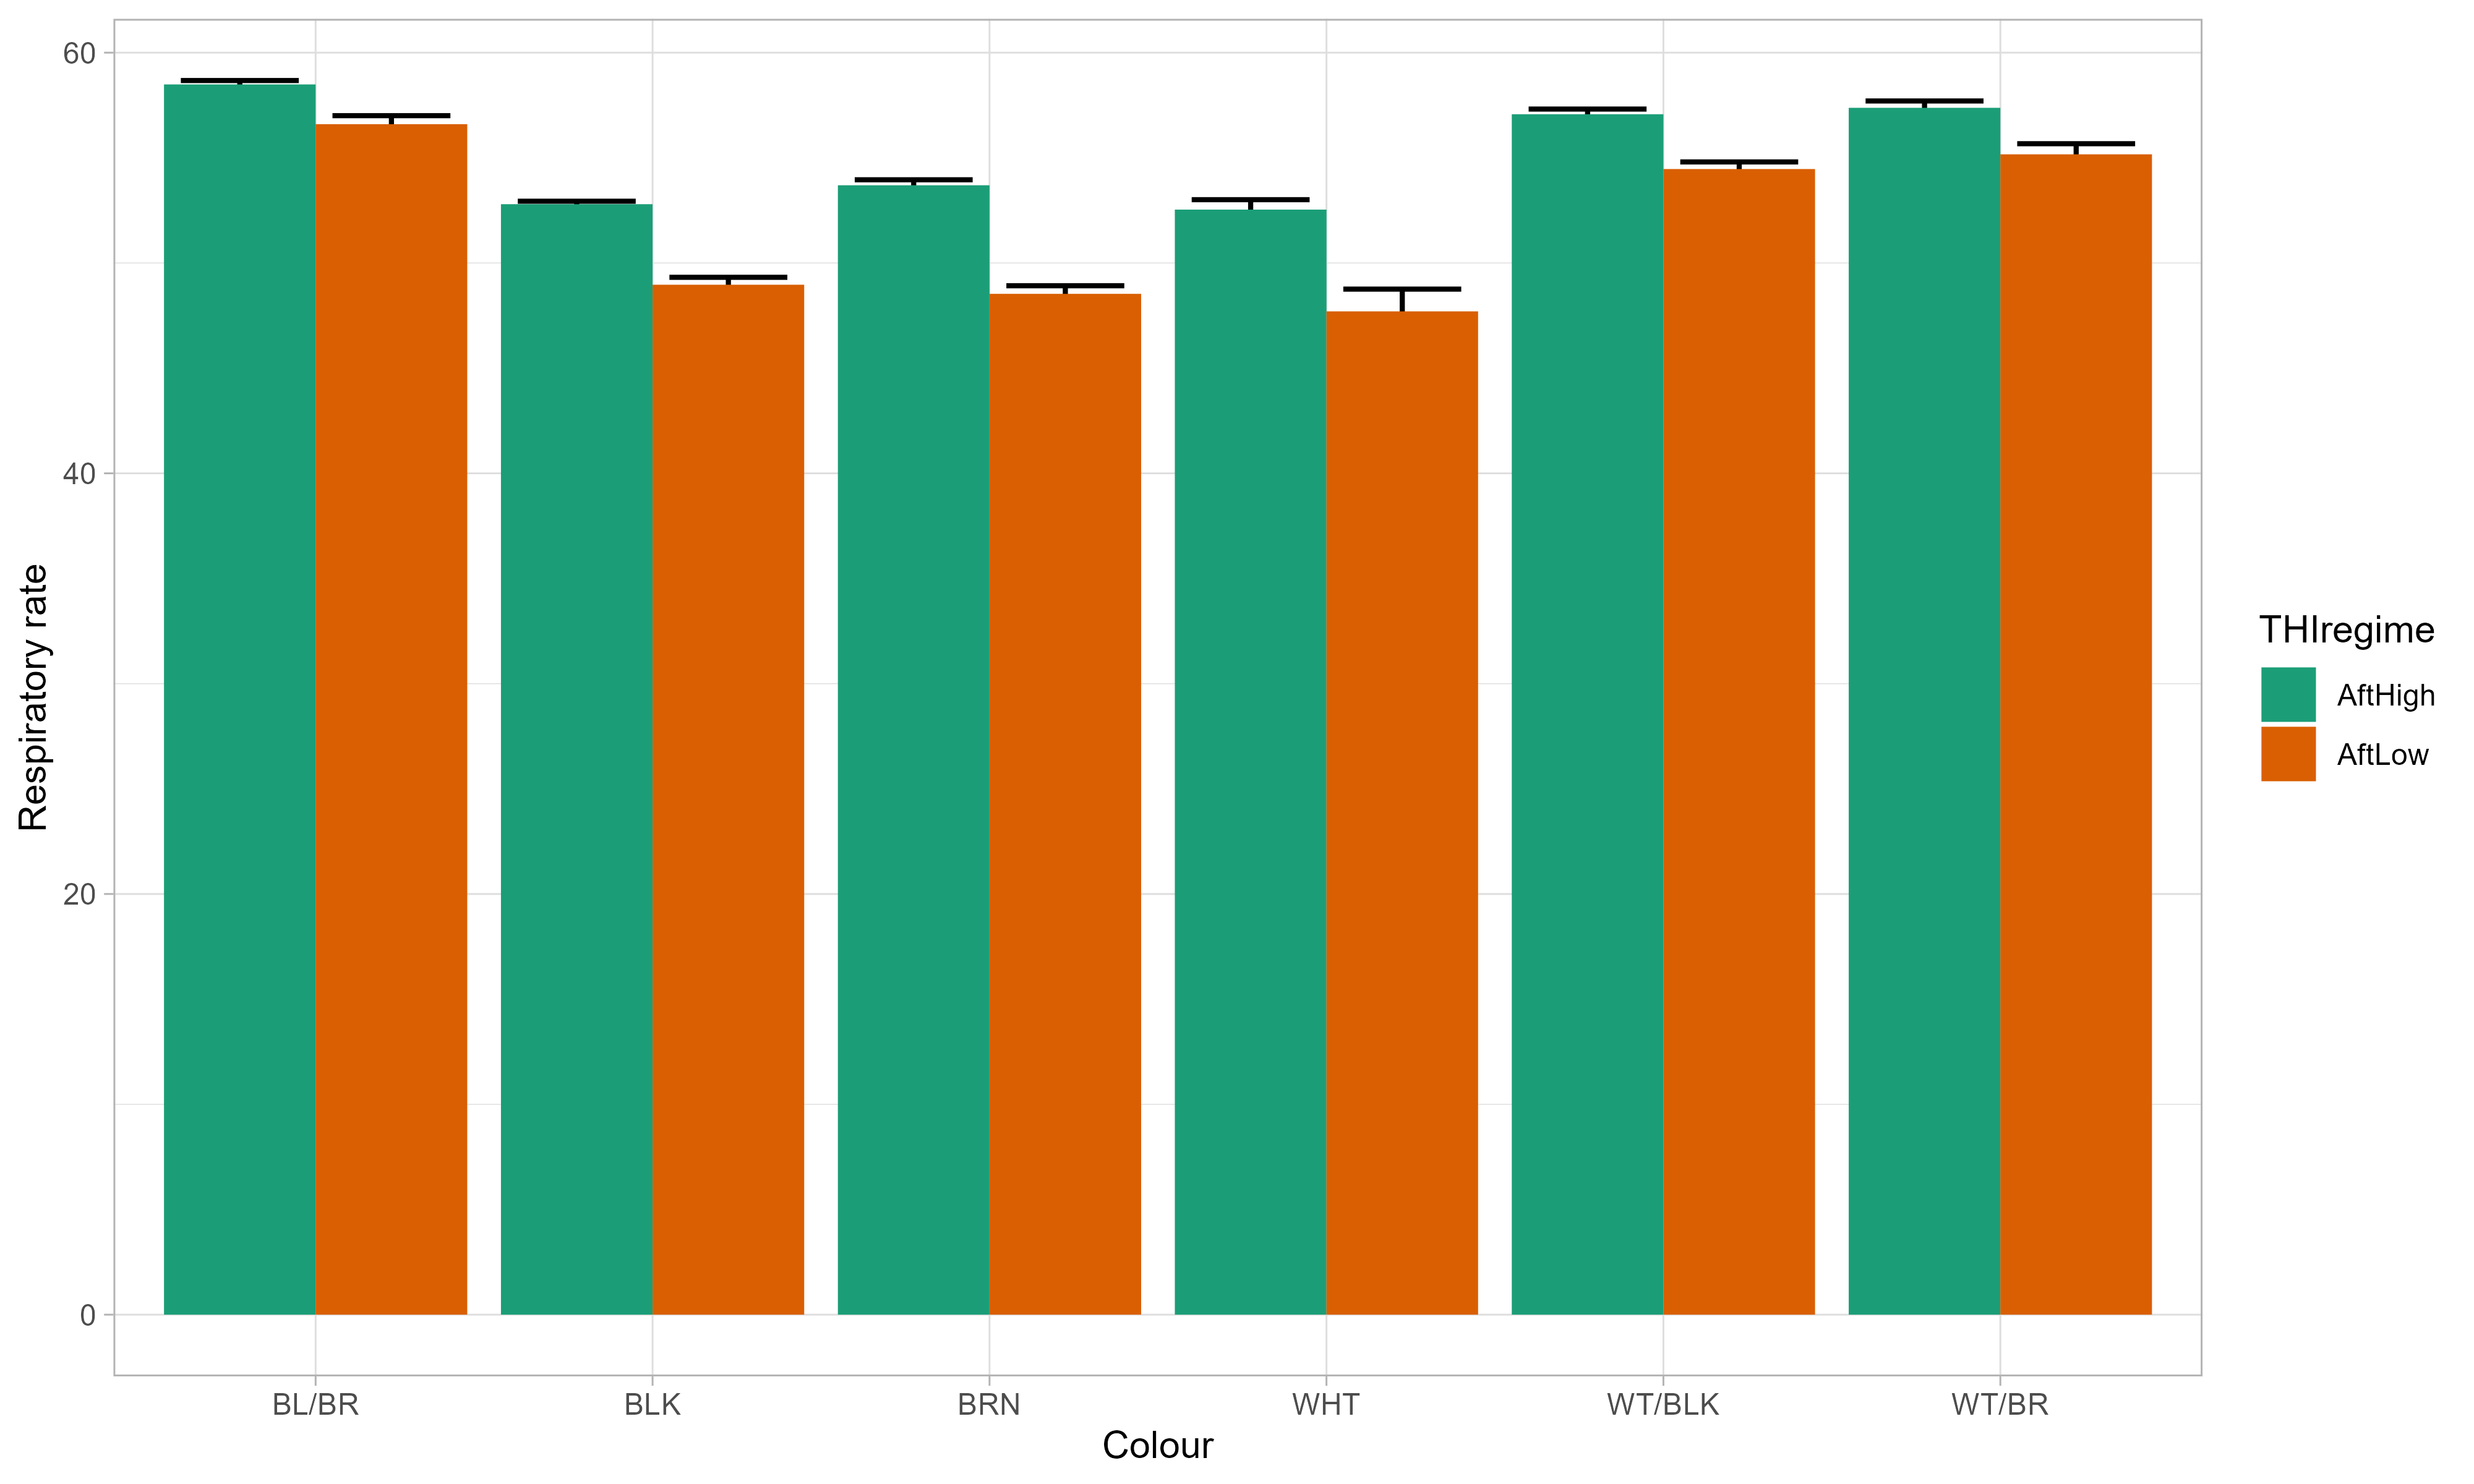 60
40
20
0
Respiratory rate
BL/BR BLK BRN WHT WT/BLK WT/BR
Colour
THIregime
AftHigh
AftLow